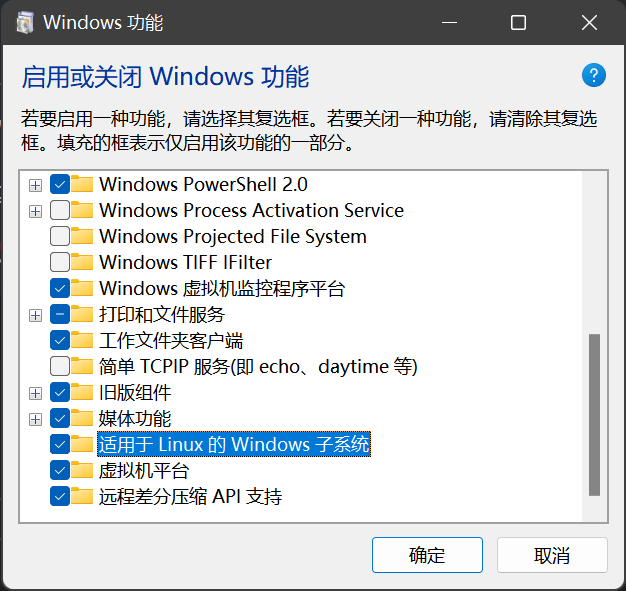 Windows 功能
启用或关闭 Windows 功能
?
若要启用一种功能，请选择其复选框。若要关闭一种功能，请清除其复选
框。填充的框表示仅启用该功能的一部分。
Windows PowerShell 2.0
Windows Process Activation Service
Windows Projected File System
Windows TIFF IFilter
Windows 虚拟机监控程序平台
打印和文件服务
工作文件夹客户端
简单 TCPIP 服务(即 echo、daytime 等)
旧版组件
媒体功能
适用于 Linux 的 Windows 子系统
虚拟机平台
远程差分压缩 API 支持
确定
取消